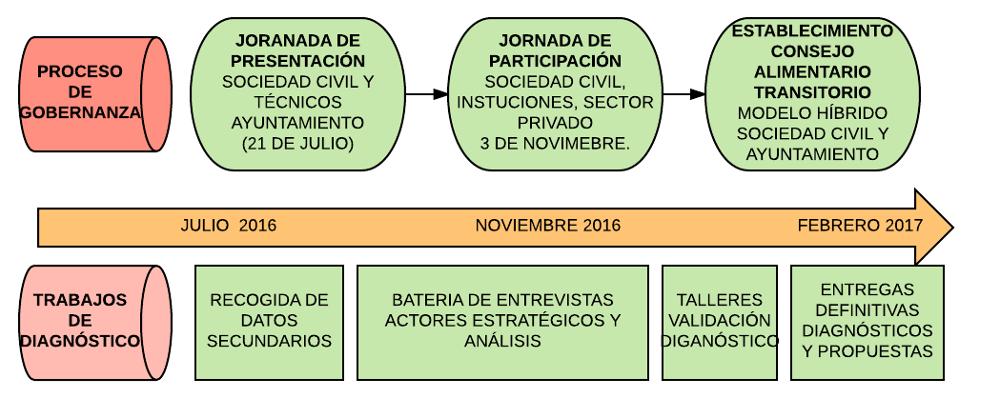 PROCESO
DE
GOBERNANZA
JORANADA DE
PRESENTACIÓN
SOCIEDAD CIVIL Y
TÉCNICOS
AYUNTAMIENTO
(21 DE JULIO)
JORNADA DE
PARTICIPACIÓN
SOCIEDAD CIVIL,
INSTUCIONES, SECTOR
PRIVADO
3 DE NOVIMEBRE.
ESTABLECIMIENTO
CONSEJO
ALIMENTARIO
TRANSITORIO
MODELO HÍBRIDO
SOCIEDAD CIVIL Y
AYUNTAMIENTO
JULIO 2016
NOVIEMBRE 2016
FEBRERO 2017
TRABAJOS
DE
DIAGNÓSTICO
RECOGIDA DE
DATOS
SECUNDARIOS
BATERIA DE ENTREVISTAS
ACTORES ESTRATÉGICOS Y
ANÁLISIS
TALLERES
VALIDACIÓN
DIGANÓSTICO
ENTREGAS
DEFINITIVAS
DIAGNÓSTICOS
Y PROPUESTAS